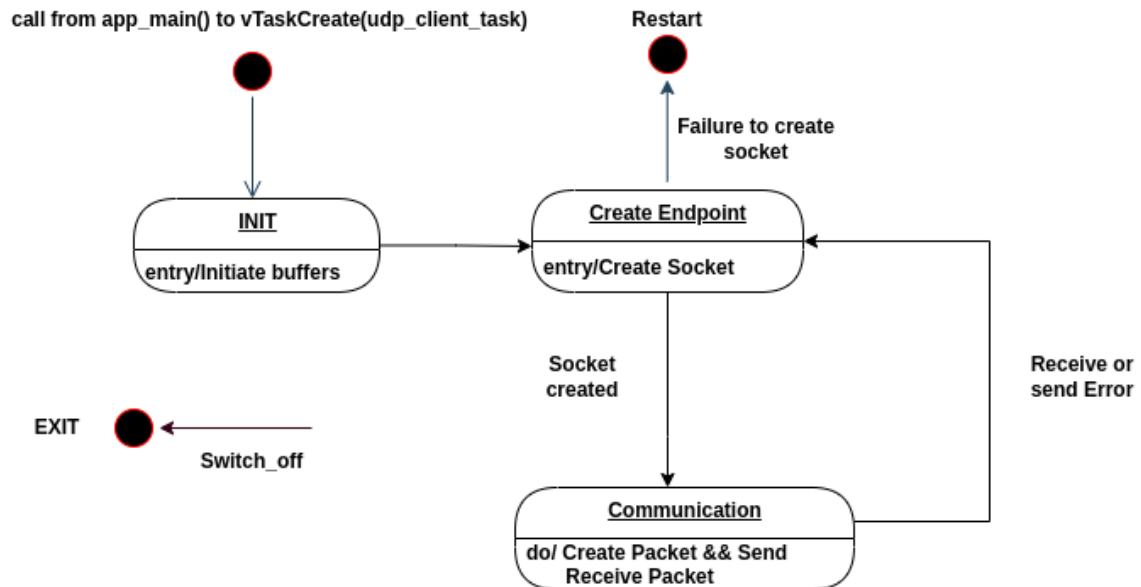 call from app_main() to vTaskCreate(udp_client_task)
Restart
Failure to create
socket
INIT
entry/Initiate buffers
Create Endpoint
entry/Create Socket
Socket
created
Receive or
send Error
EXIT
Switch_off
Communication
do/ Create Packet && Send
Receive Packet